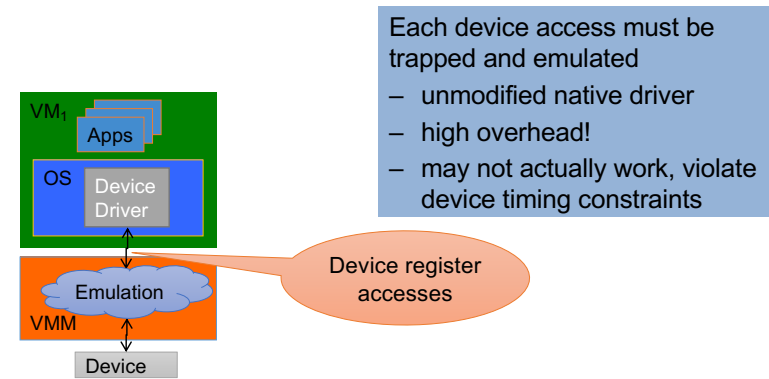 Each device access must be
trapped and emulated
– unmodified native driver
– high overhead!
– may not actually work, violate
device timing constraints
VM₁
Apps
OS
Device
Driver
Device register
accesses
Emulation
VMM
Device